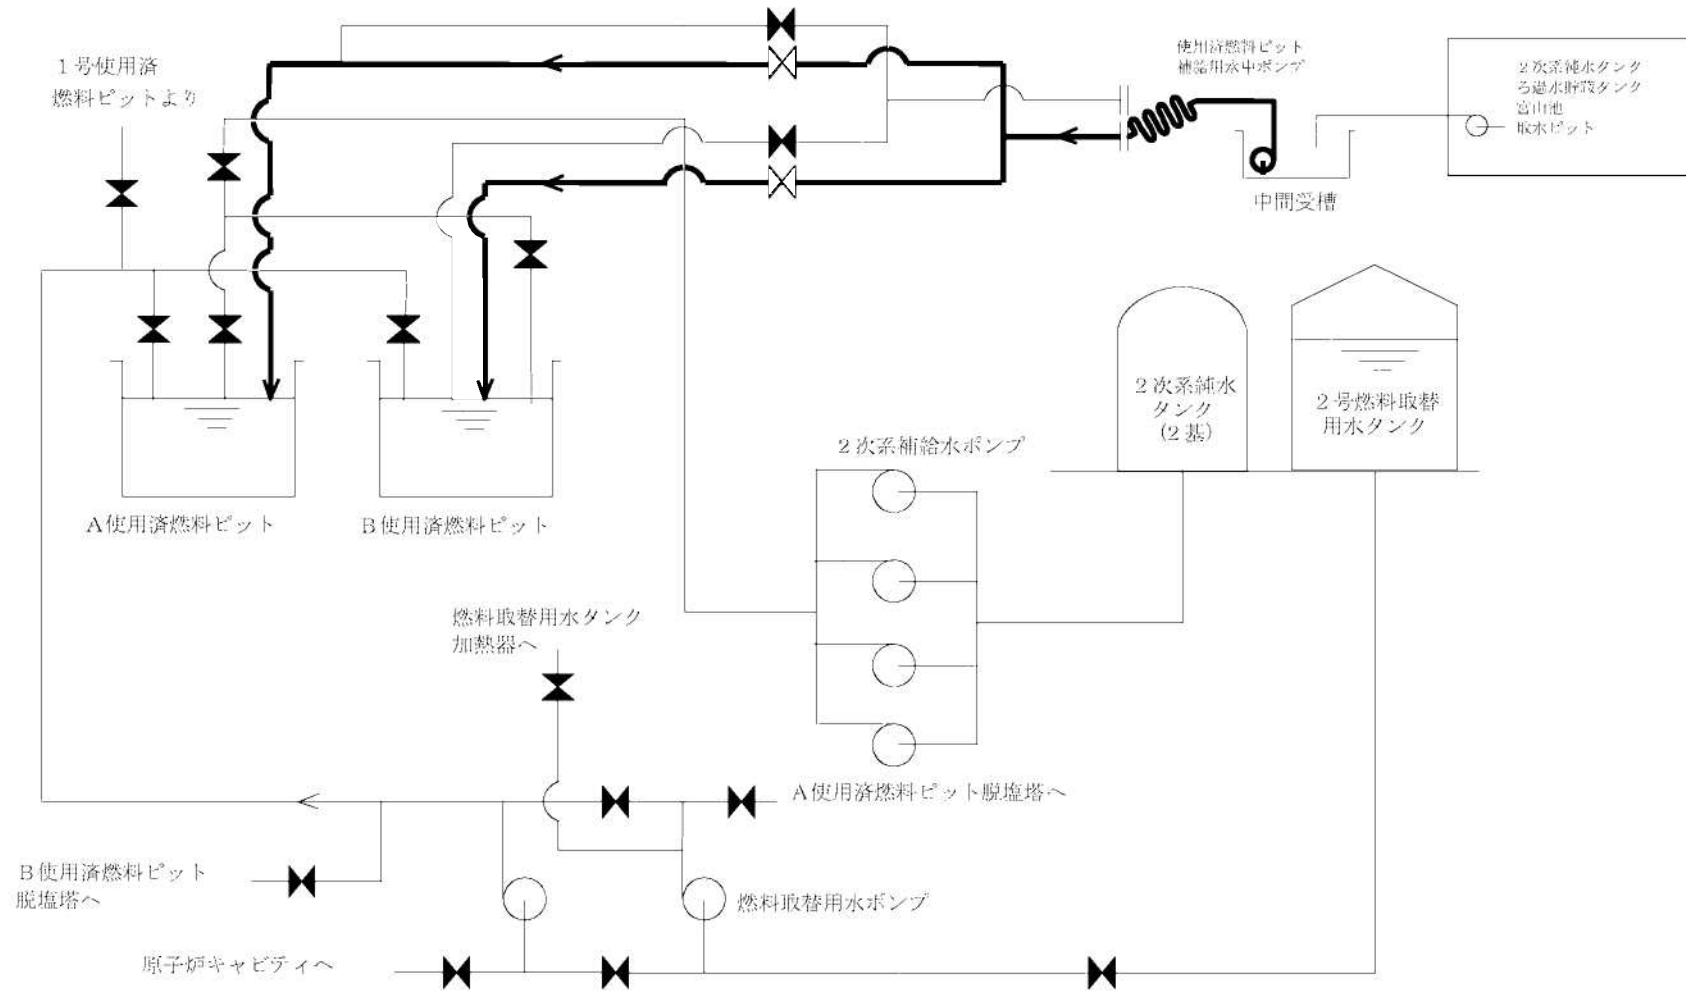 1号使用済
燃料ピットより
使用済燃料ピット
補給用水中ポンプ
2次系純水タンク
ろ過水貯蔵タンク
宮山池
取水ピット
中間受槽
2次系純水
タンク
(2基)
2号燃料取替
用水タンク
2次系補給水ポンプ
A使用済燃料ピット
B使用済燃料ピット
燃料取替用水タンク
加熱器へ
A使用済燃料ピット脱塩塔へ
B使用済燃料ピット
脱塩塔へ
燃料取替用水ポンプ
原子炉キャビティへ